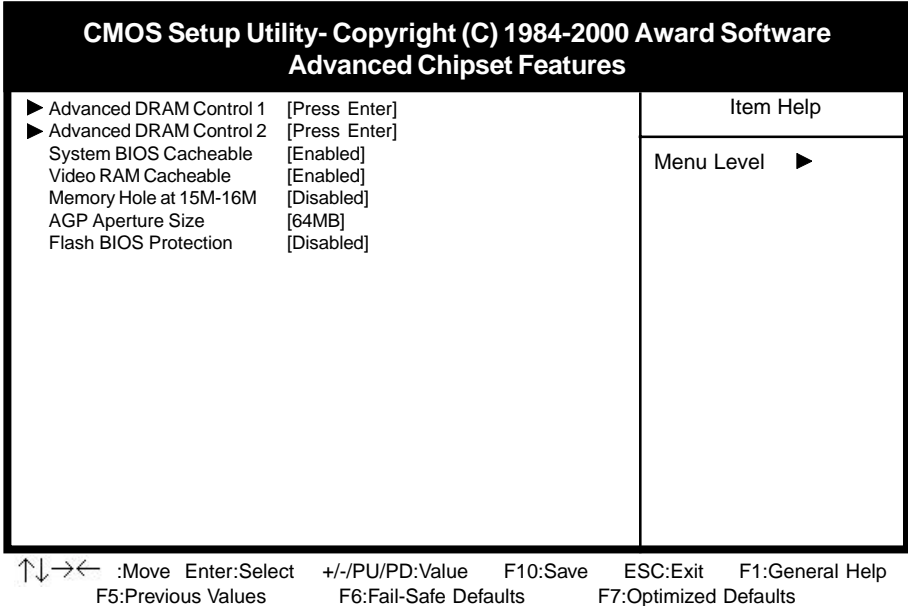 CMOS Setup Utility- Copyright (C) 1984-2000 Award Software
Advanced Chipset Features
Advanced DRAM Control 1 [Press Enter]
Advanced DRAM Control 2 [Press Enter]
System BIOS Cacheable [Enabled]
Video RAM Cacheable [Enabled]
Memory Hole at 15M-16M [Disabled]
AGP Aperture Size [64MB]
Flash BIOS Protection [Disabled]
Item Help
Menu Level ▶
↑↓→← :Move Enter:Select +/-/PU/PD:Value F10:Save ESC:Exit F1:General Help
F5:Previous Values F6:Fail-Safe Defaults F7:Optimized Defaults